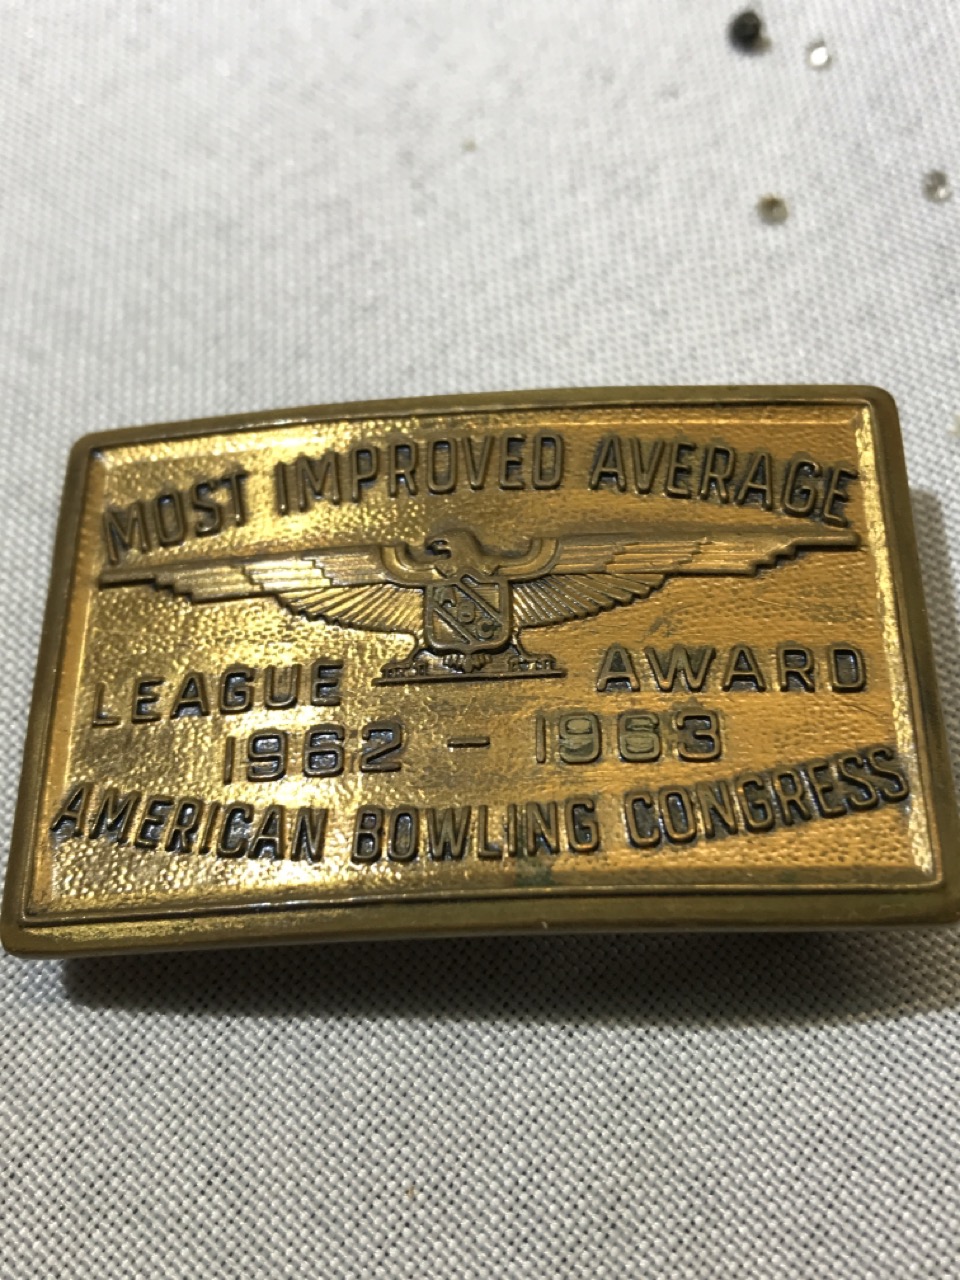 MOST IMPROVED AVERAGE
LEAGUE AWARD
1962 - 1963
AMERICAN BOWLING CONGRESS